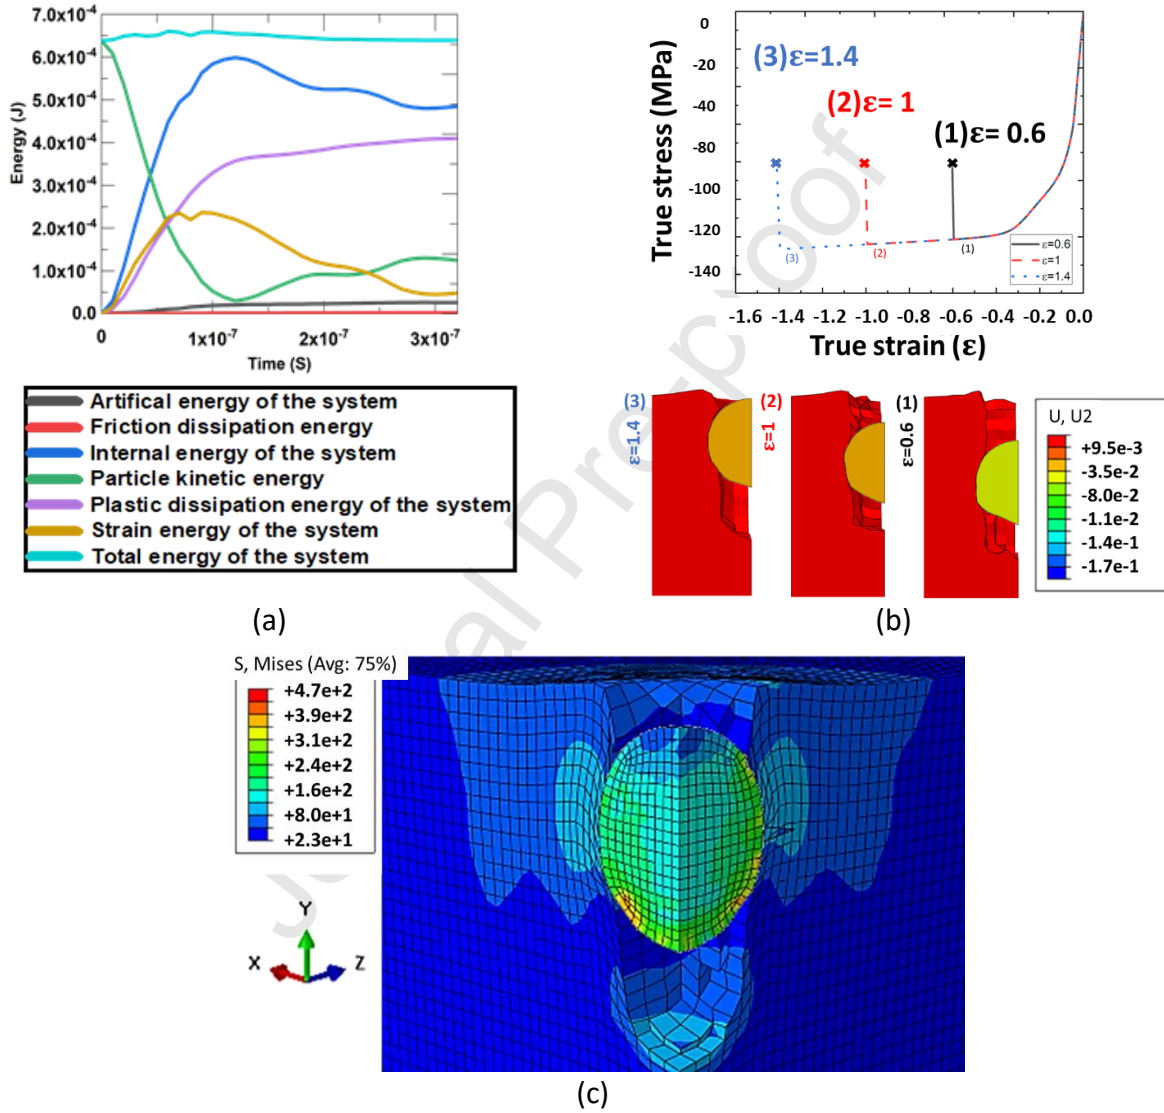 7.0x10⁻⁴
6.0x10⁻⁴
5.0x10⁻⁴
4.0x10⁻⁴
3.0x10⁻⁴
2.0x10⁻⁴
1.0x10⁻⁴
0.0
Energy (J)
0
1x10⁻⁷
2x10⁻⁷
3x10⁻⁷
Time (S)
Artifical energy of the system
Friction dissipation energy
Internal energy of the system
Particle kinetic energy
Plastic dissipation energy of the system
Strain energy of the system
Total energy of the system
(a)
True stress (MPa)
0
-20
-40
-60
-80
-100
-120
-140
(3)ε=1.4
(2)ε= 1
(1)ε= 0.6
(3)
(2)
(1)
ε=0.6
ε=1
ε=1.4
-1.6
-1.4
-1.2
-1.0
-0.6
-0.4
-0.2
0.0
True strain (ε)
(3)
ε=1.4
(2)
ε=1
(1)
ε=0.6
U, U2
+9.5e-3
-3.5e-2
-8.0e-2
-1.1e-2
-1.4e-1
-1.7e-1
(b)
S, Mises (Avg: 75%)
+4.7e+2
+3.9e+2
+3.1e+2
+2.4e+2
+1.6e+2
+8.0e+1
+2.3e+1
Y
X
Z
(c)
Journal Pre-proof